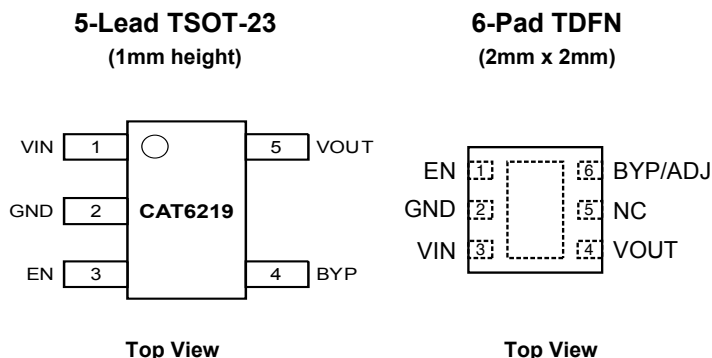 5-Lead TSOT-23
(1mm height)
VIN 1 5 VOUT
GND 2 CAT6219
EN 3 4 BYP
Top View
6-Pad TDFN
(2mm x 2mm)
EN 1 6 BYP/ADJ
GND 2 5 NC
VIN 3 4 VOUT
Top View